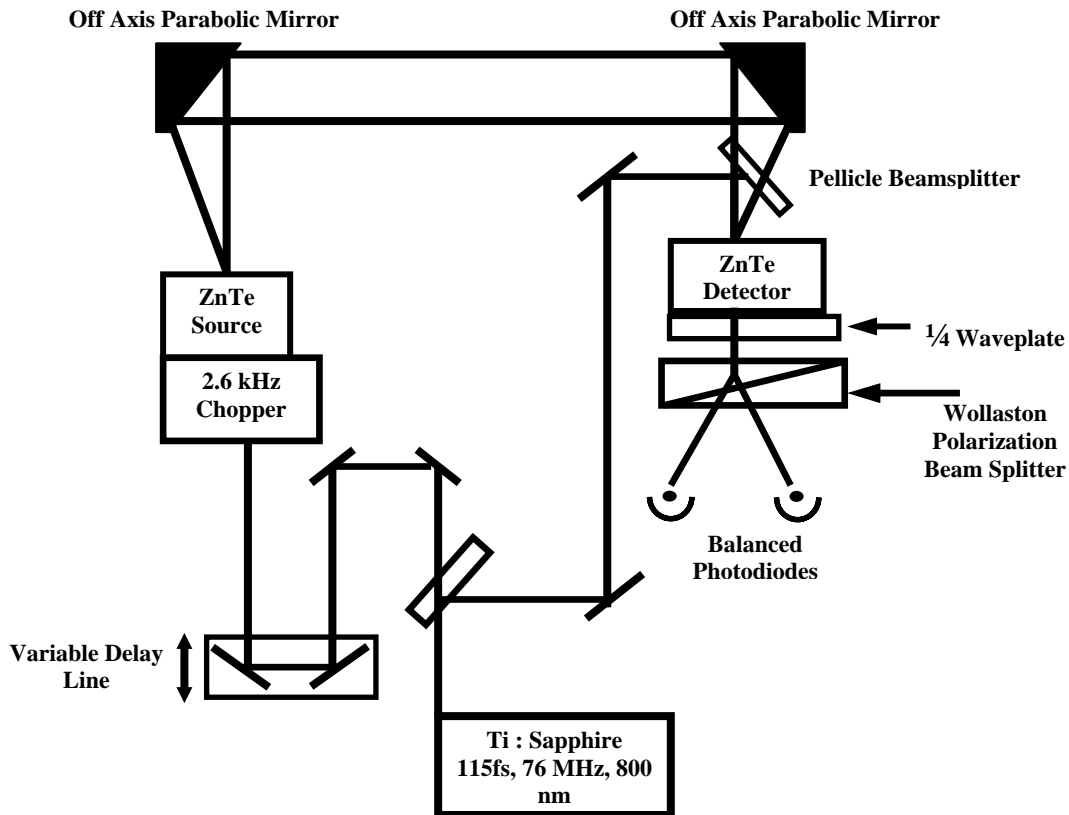 Off Axis Parabolic Mirror
Off Axis Parabolic Mirror
Pellicle Beamsplitter
ZnTe
Source
ZnTe
Detector
¼ Waveplate
2.6 kHz
Chopper
Wollaston
Polarization
Beam Splitter
Balanced
Photodiodes
Variable Delay
Line
Ti : Sapphire
115fs, 76 MHz, 800
nm